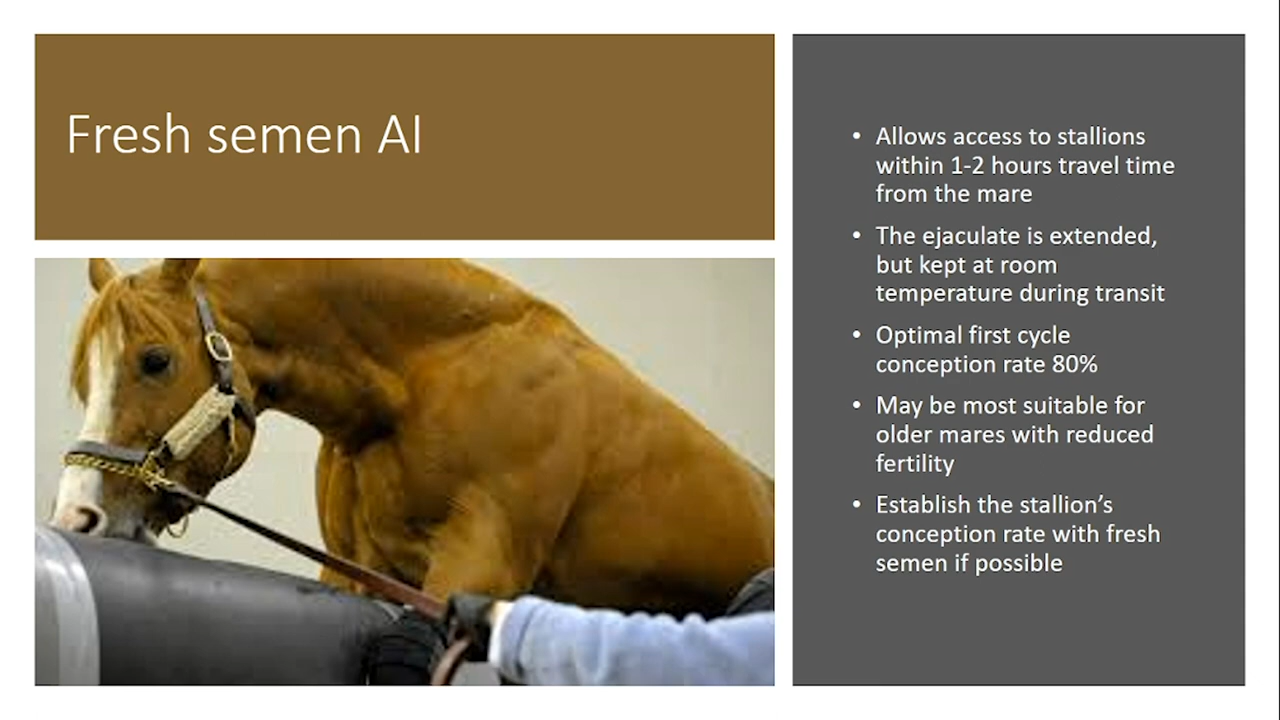 Fresh semen AI
• Allows access to stallions
within 1-2 hours travel time
from the mare
• The ejaculate is extended,
but kept at room
temperature during transit
• Optimal first cycle
conception rate 80%
• May be most suitable for
older mares with reduced
fertility
• Establish the stallion’s
conception rate with fresh
semen if possible